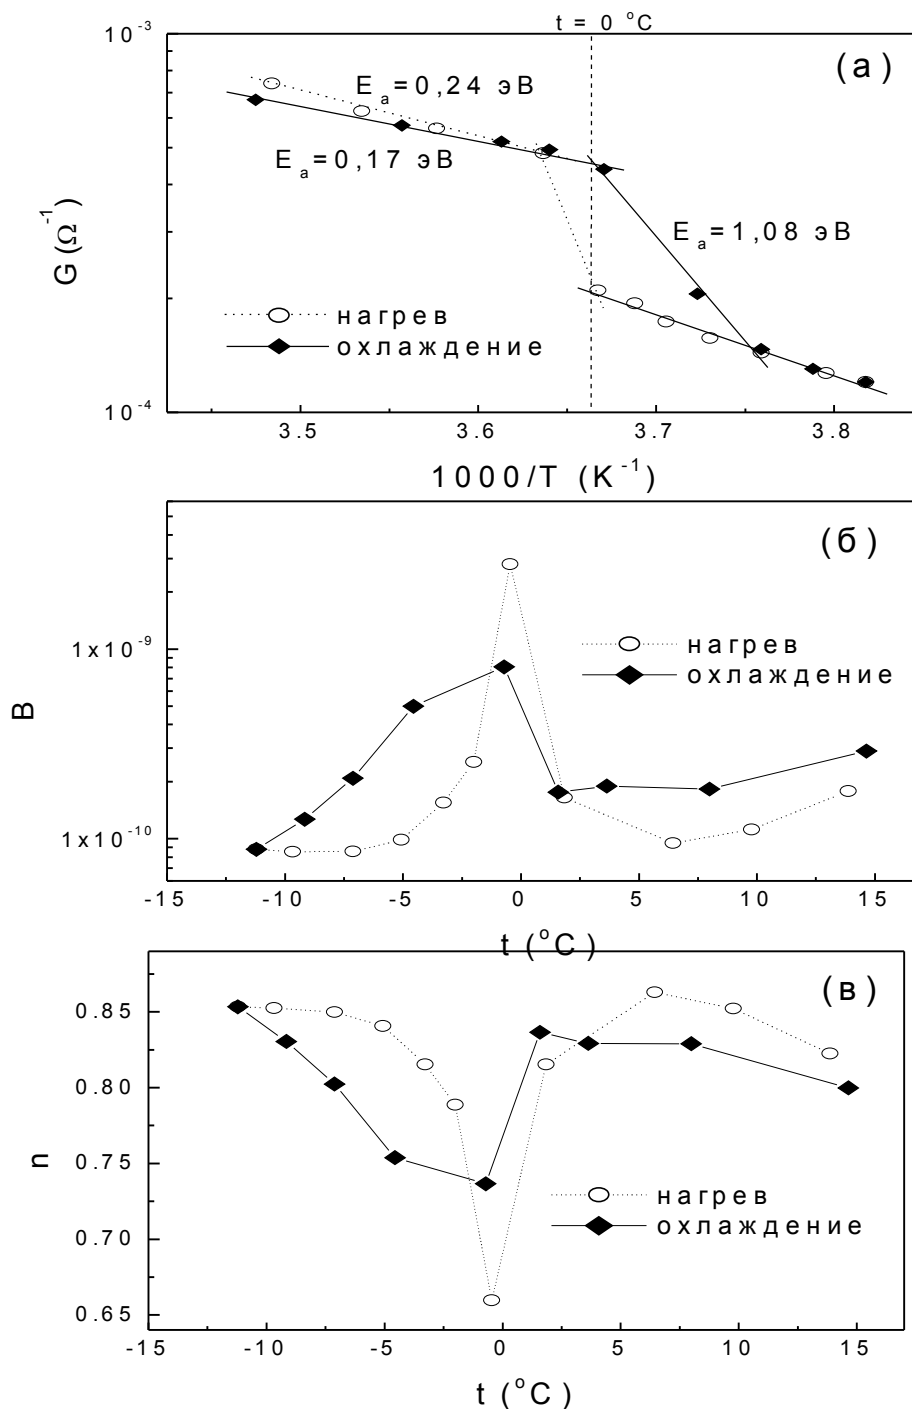 t = 0 °C
10⁻³
(а)
Eₐ=0,24 эВ
Eₐ=0,17 эВ
G (Ω⁻¹)
Eₐ=1,08 эВ
нагрев
охлаждение
10⁻⁴
3.5 3.6 3.7 3.8
1000/T (K⁻¹)
(б)
1x10⁻⁹
нагрев
охлаждение
B
1x10⁻¹⁰
-15 -10 -5 0 5 10 15
t (°C)
(в)
0.85
0.80
0.75
n
нагрев
охлаждение
0.70
0.65
-15 -10 -5 0 5 10 15
t (°C)